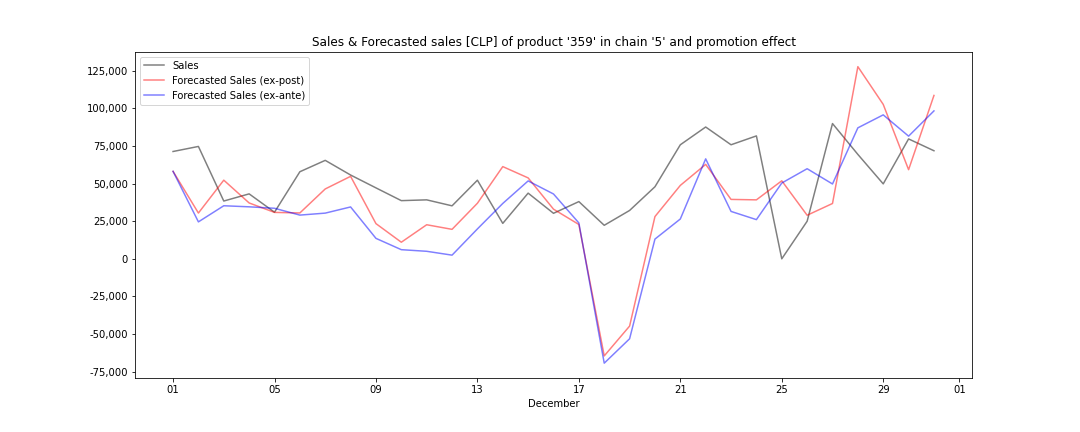 Sales & Forecasted sales [CLP] of product '359' in chain '5' and promotion effect
Sales
Forecasted Sales (ex-post)
Forecasted Sales (ex-ante)
125,000
100,000
75,000
50,000
25,000
0
-25,000
-50,000
-75,000
01 05 09 13 17 21 25 29 01
December